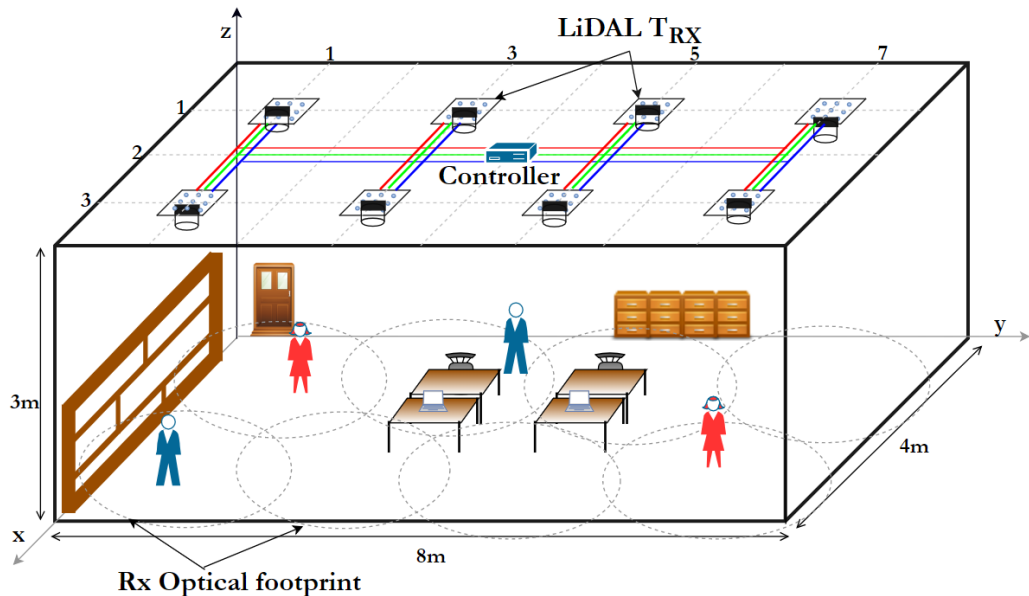 LiDAL TRX
z
1
3
5
7
1
2
3
Controller
y
3m
4m
x
8m
Rx Optical footprint